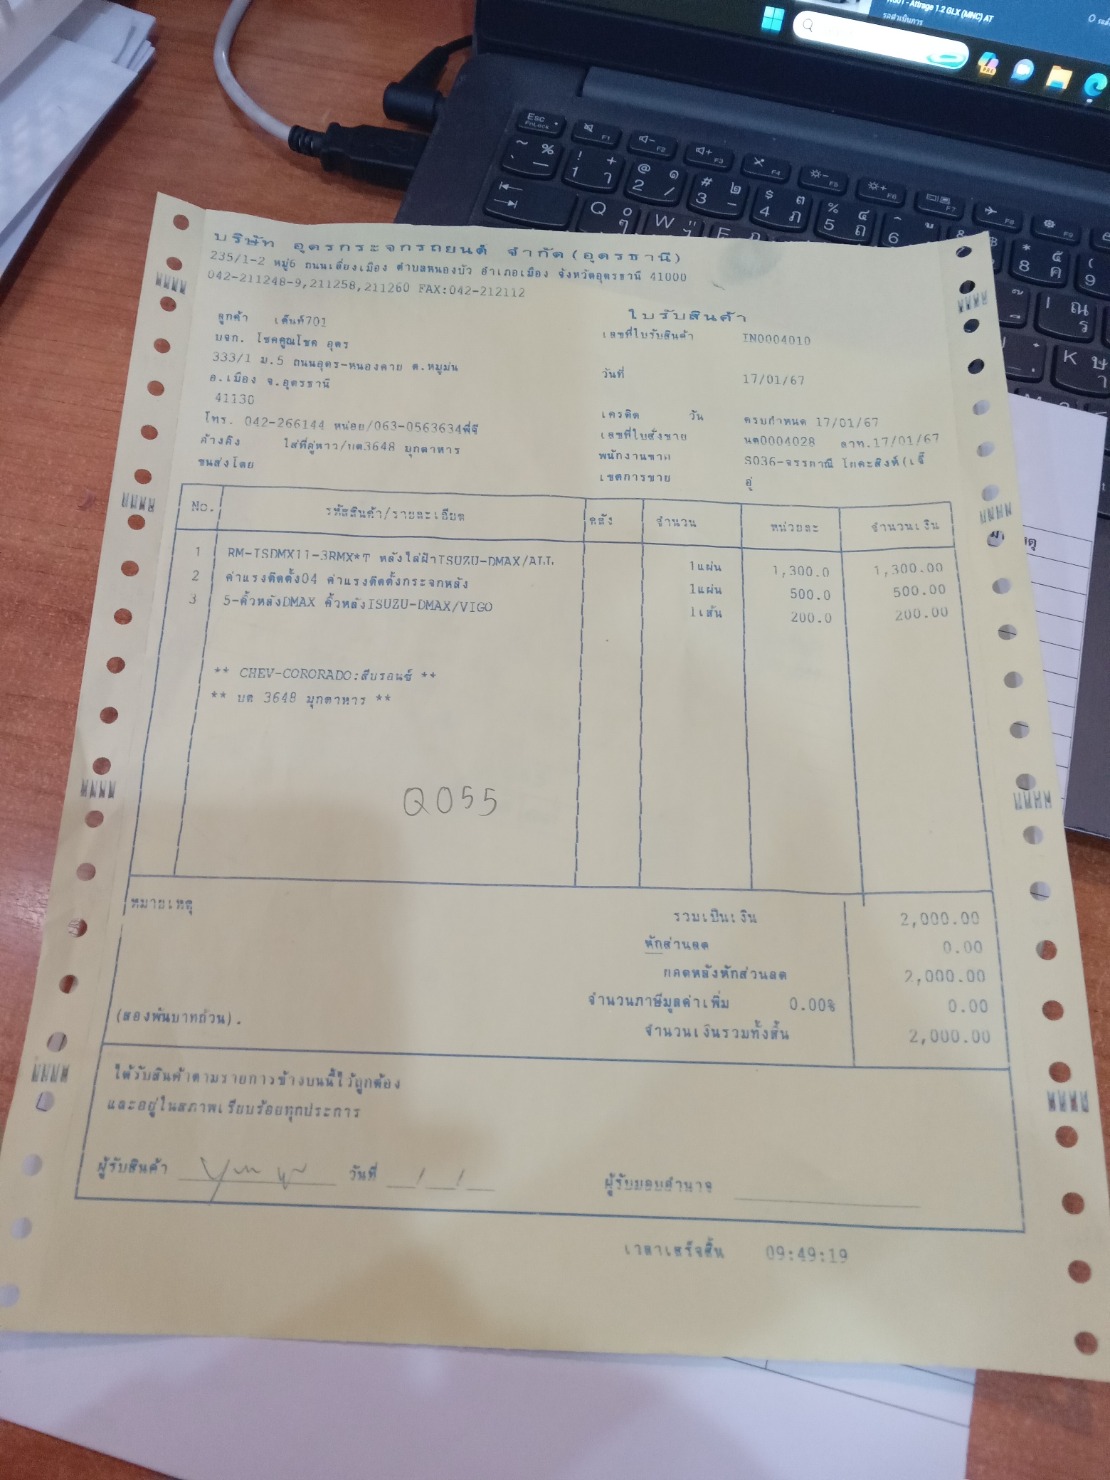 Attrage 1.2 GLX (MNC) AT
บริษัท อุดรกระจกรถยนต์ จำกัด(อุดรธานี)
235/1-2 หมู่6 ถนนเลี่ยงเมือง ตำบลหนองบัว อำเภอเมือง จังหวัดอุดรธานี 41000
042-211248-9,211258,211260 FAX:042-212112
ใบรับสินค้า
ลูกค้า เต็นท์701
บจก. โชคคูณโชค อุดร
333/1 ม.5 ถนนอุดร-หนองคาย ต.หมูม่น
อ.เมือง จ.อุดรธานี
41130
โทร. 042-266144 หน่อย/063-0563634พี่จี
อ้างถึง ใส่ที่คู่ดาว/บต3648 มุกดาหาร
ขนส่งโดย
เลขที่ใบรับสินค้า IN0004010
วันที่ 17/01/67
เครดิต วัน ครบกำหนด 17/01/67
เลขที่ใบสั่งขาย นต0004028 ลาท.17/01/67
พนักงานขาย S036-จรรยาณี โยคะสิงห์(เจี๊
เขตการขาย อู่
No. รหัสสินค้า/รายละเอียด คลัง จำนวน หน่วยละ จำนวนเงิน
1 RM-ISDMX11-3RMX*T หลังใส่ฝ้าISUZU-DMAX/ALL 1แผ่น 1,300.0 1,300.00
2 ค่าแรงติดตั้ง04 ค่าแรงติดตั้งกระจกหลัง 1แผ่น 500.0 500.00
3 5-คิ้วหลังDMAX คิ้วหลังISUZU-DMAX/VIGO 1เส้น 200.0 200.00
** CHEV-CORORADO:สีบรอนซ์ **
** บต 3648 มุกดาหาร **
Q055
หมายเหตุ
รวมเป็นเงิน 2,000.00
หักส่วนลด 0.00
ยอดหลังหักส่วนลด 2,000.00
จำนวนภาษีมูลค่าเพิ่ม 0.00% 0.00
(สองพันบาทถ้วน). จำนวนเงินรวมทั้งสิ้น 2,000.00
ได้รับสินค้าตามรายการข้างบนนี้ไว้ถูกต้อง
และอยู่ในสภาพเรียบร้อยทุกประการ
ผู้รับสินค้า วันที่ __/__/__ ผู้รับมอบอำนาจ
เวลาเสร็จสิ้น 09:49:19